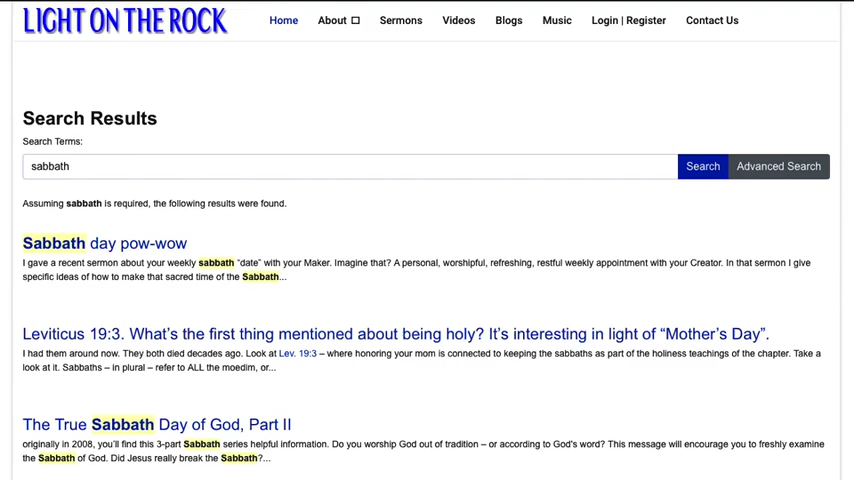 LIGHT ON THE ROCK
Home About Sermons Videos Blogs Music Login | Register Contact Us
Search Results
Search Terms:
sabbath Search Advanced Search
Assuming sabbath is required, the following results were found.
Sabbath day pow-wow
I gave a recent sermon about your weekly sabbath "date" with your Maker. Imagine that? A personal, worshipful, refreshing, restful weekly appointment with your Creator. In that sermon I give
specific ideas of how to make that sacred time of the Sabbath...
Leviticus 19:3. What's the first thing mentioned about being holy? It's interesting in light of “Mother's Day”.
I had them around now. They both died decades ago. Look at Lev. 19:3 – where honoring your mom is connected to keeping the sabbaths as part of the holiness teachings of the chapter. Take a
look at it. Sabbaths – in plural – refer to ALL the moedim, or...
The True Sabbath Day of God, Part II
originally in 2008, you'll find this 3-part Sabbath series helpful information. Do you worship God out of tradition – or according to God's word? This message will encourage you to freshly examine
the Sabbath of God. Did Jesus really break the Sabbath?...